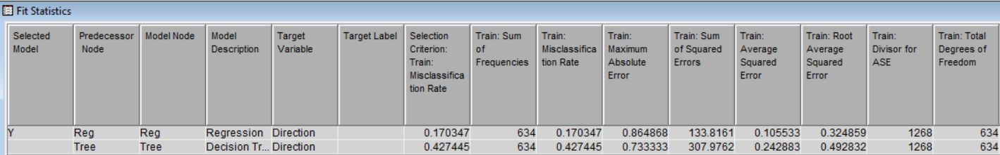 Fit Statistics
Selected Model	Predecessor Node	Model Node	Model Description	Target Variable	Target Label	Selection Criterion: Train: Misclassifica tion Rate	Train: Sum of Frequencies	Train: Misclassifica tion Rate	Train: Maximum Absolute Error	Train: Sum of Squared Errors	Train: Average Squared Error	Train: Root Average Squared Error	Train: Divisor for ASE	Train: Total Degrees of Freedom
Y	Reg	Reg	Regression	Direction		0.170347	634	0.170347	0.864868	133.8161	0.105533	0.324859	1268	634
	Tree	Tree	Decision Tr...	Direction		0.427445	634	0.427445	0.733333	307.9762	0.242883	0.492832	1268	634